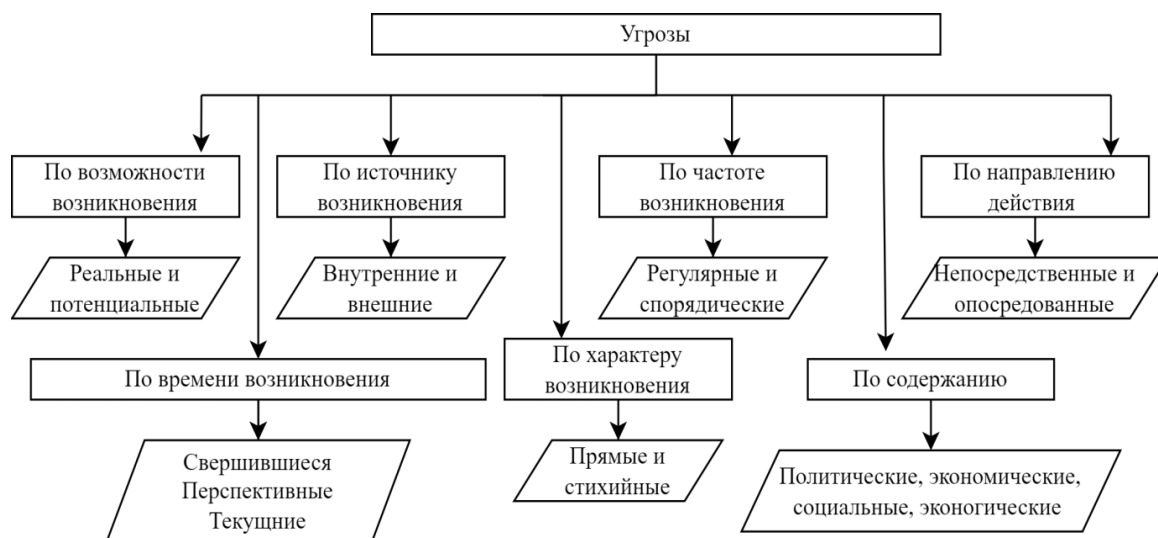 Угрозы
По возможности
возникновения
По источнику
возникновения
По частоте
возникновения
По направлению
действия
Реальные и
потенциальные
Внутренние и
внешние
Регулярные и
спорядические
Непосредственные и
опосредованные
По времени возникновения
По характеру
возникновения
По содержанию
Свершившиеся
Перспективные
Текущние
Прямые и
стихийные
Политические, экономические,
социальные, эконогические